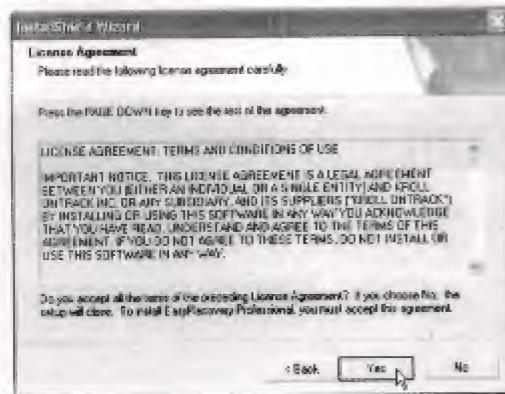 InstallShield Wizard
License Agreement
Please read the following license agreement carefully.
Press the PAGE DOWN key to see the rest of the agreement.
LICENSE AGREEMENT: TERMS AND CONDITIONS OF USE
IMPORTANT NOTICE. THIS LICENSE AGREEMENT IS A LEGAL AGREEMENT
BETWEEN YOU (EITHER AN INDIVIDUAL OR A SINGLE ENTITY) AND KROLL
ONTRACK INC. OR ANY SUBSIDIARY, AND ITS SUPPLIERS ("KROLL ONTRACK")
BY INSTALLING OR USING THIS SOFTWARE IN ANY WAY YOU ACKNOWLEDGE
THAT YOU HAVE READ, UNDERSTAND AND AGREE TO THE TERMS OF THIS
AGREEMENT. IF YOU DO NOT AGREE TO THESE TERMS, DO NOT INSTALL OR
USE THIS SOFTWARE IN ANY WAY.
Do you accept all the terms of the preceding License Agreement? If you choose No, the
setup will close. To install EasyRecovery Professional, you must accept this agreement.
< Back
Yes
No